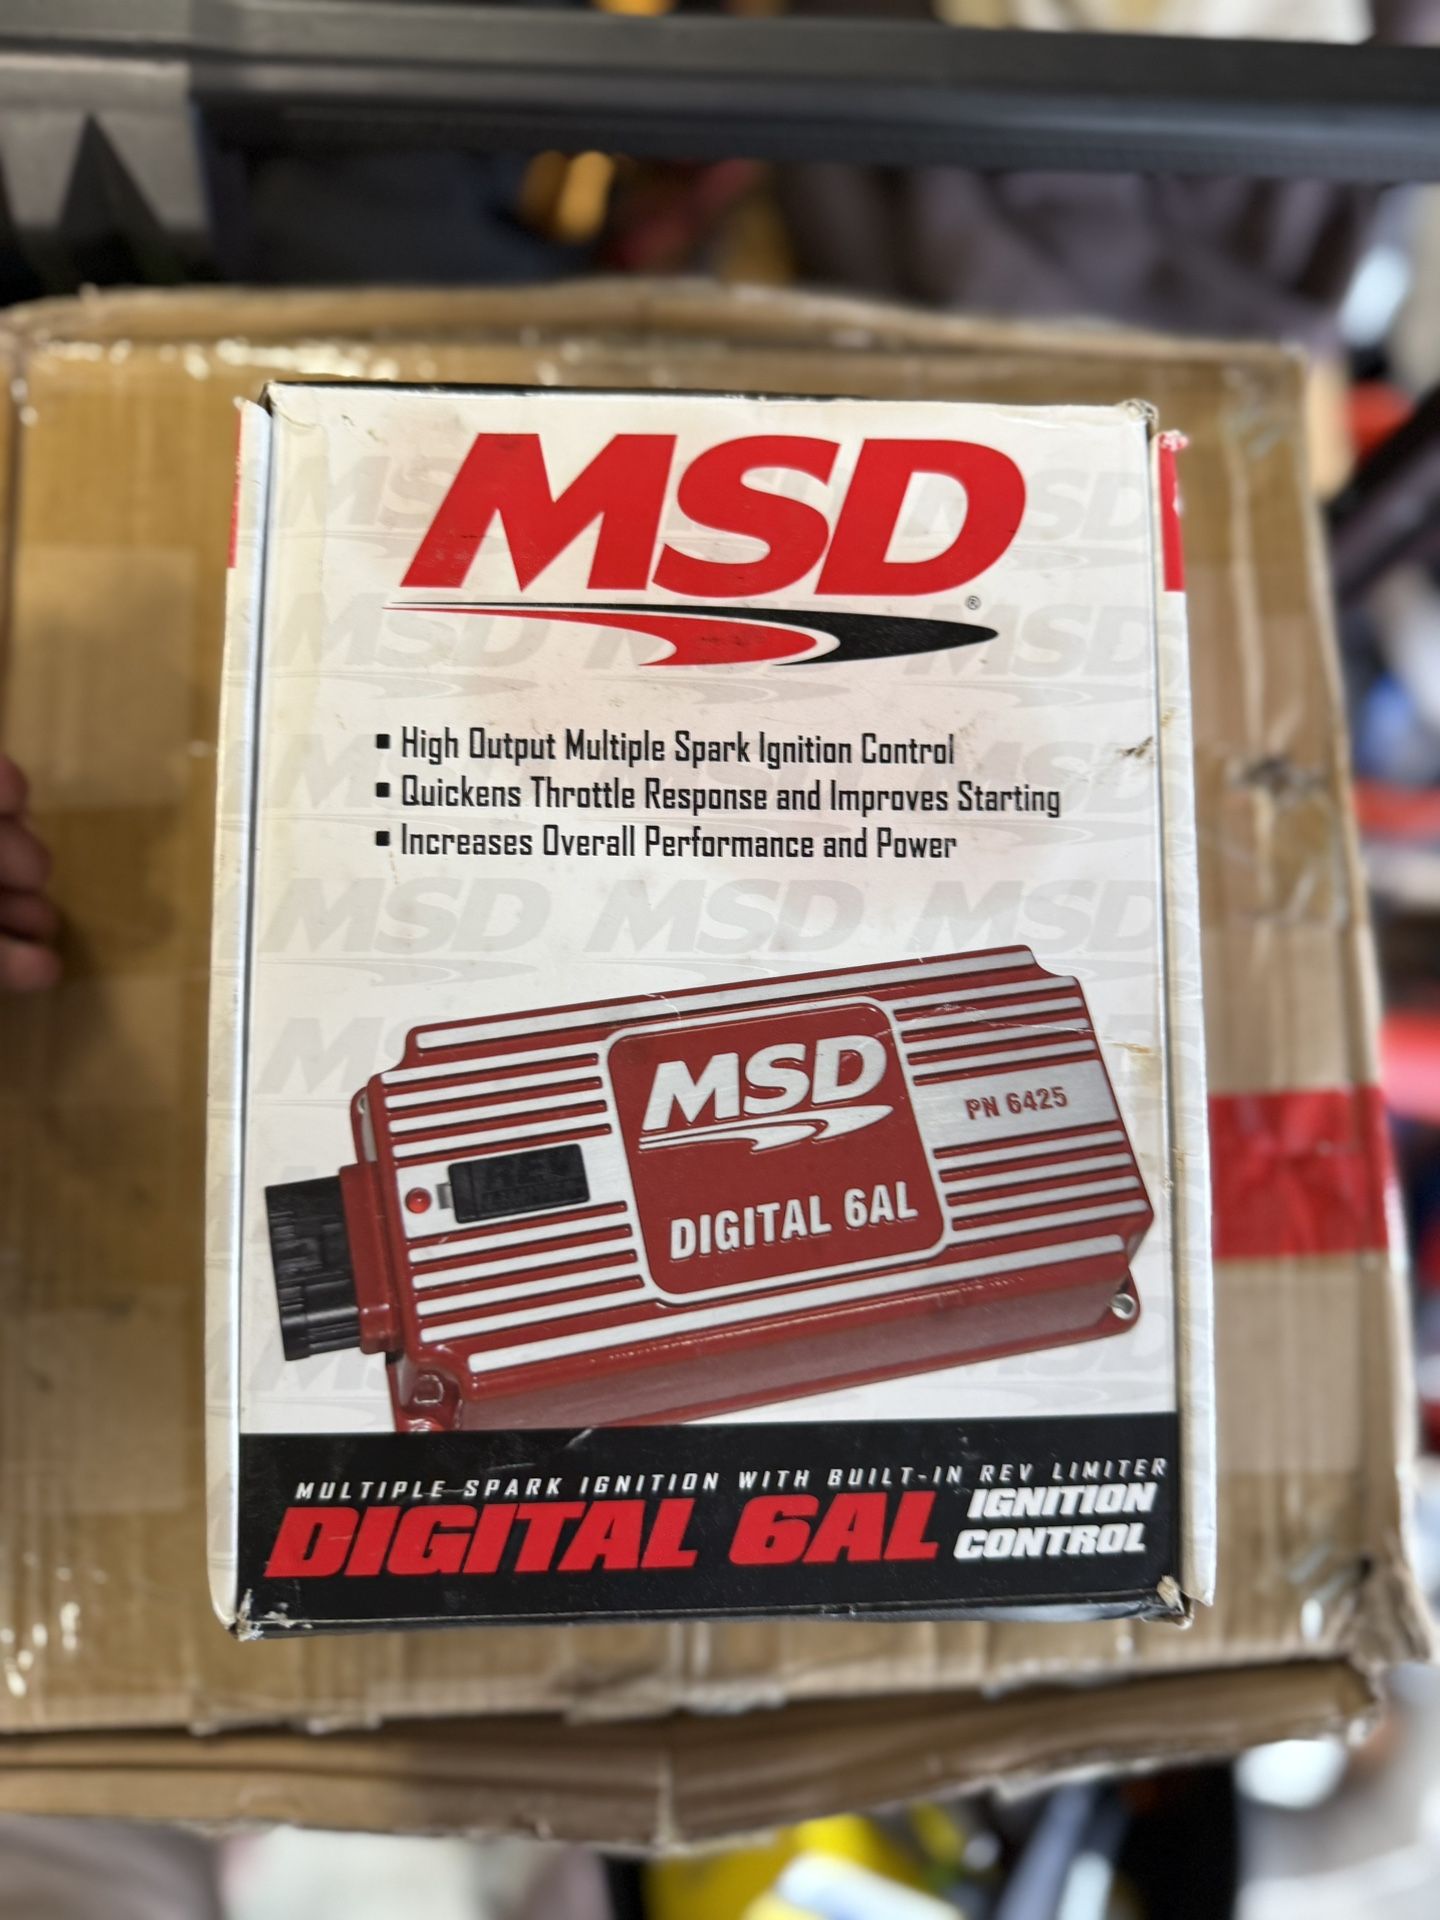 MSD
®
▪ High Output Multiple Spark Ignition Control
▪ Quickens Throttle Response and Improves Starting
▪ Increases Overall Performance and Power
MSD
PN 6425
REV
DIGITAL 6AL
MULTIPLE SPARK IGNITION WITH BUILT-IN REV LIMITER
DIGITAL 6AL IGNITION
CONTROL